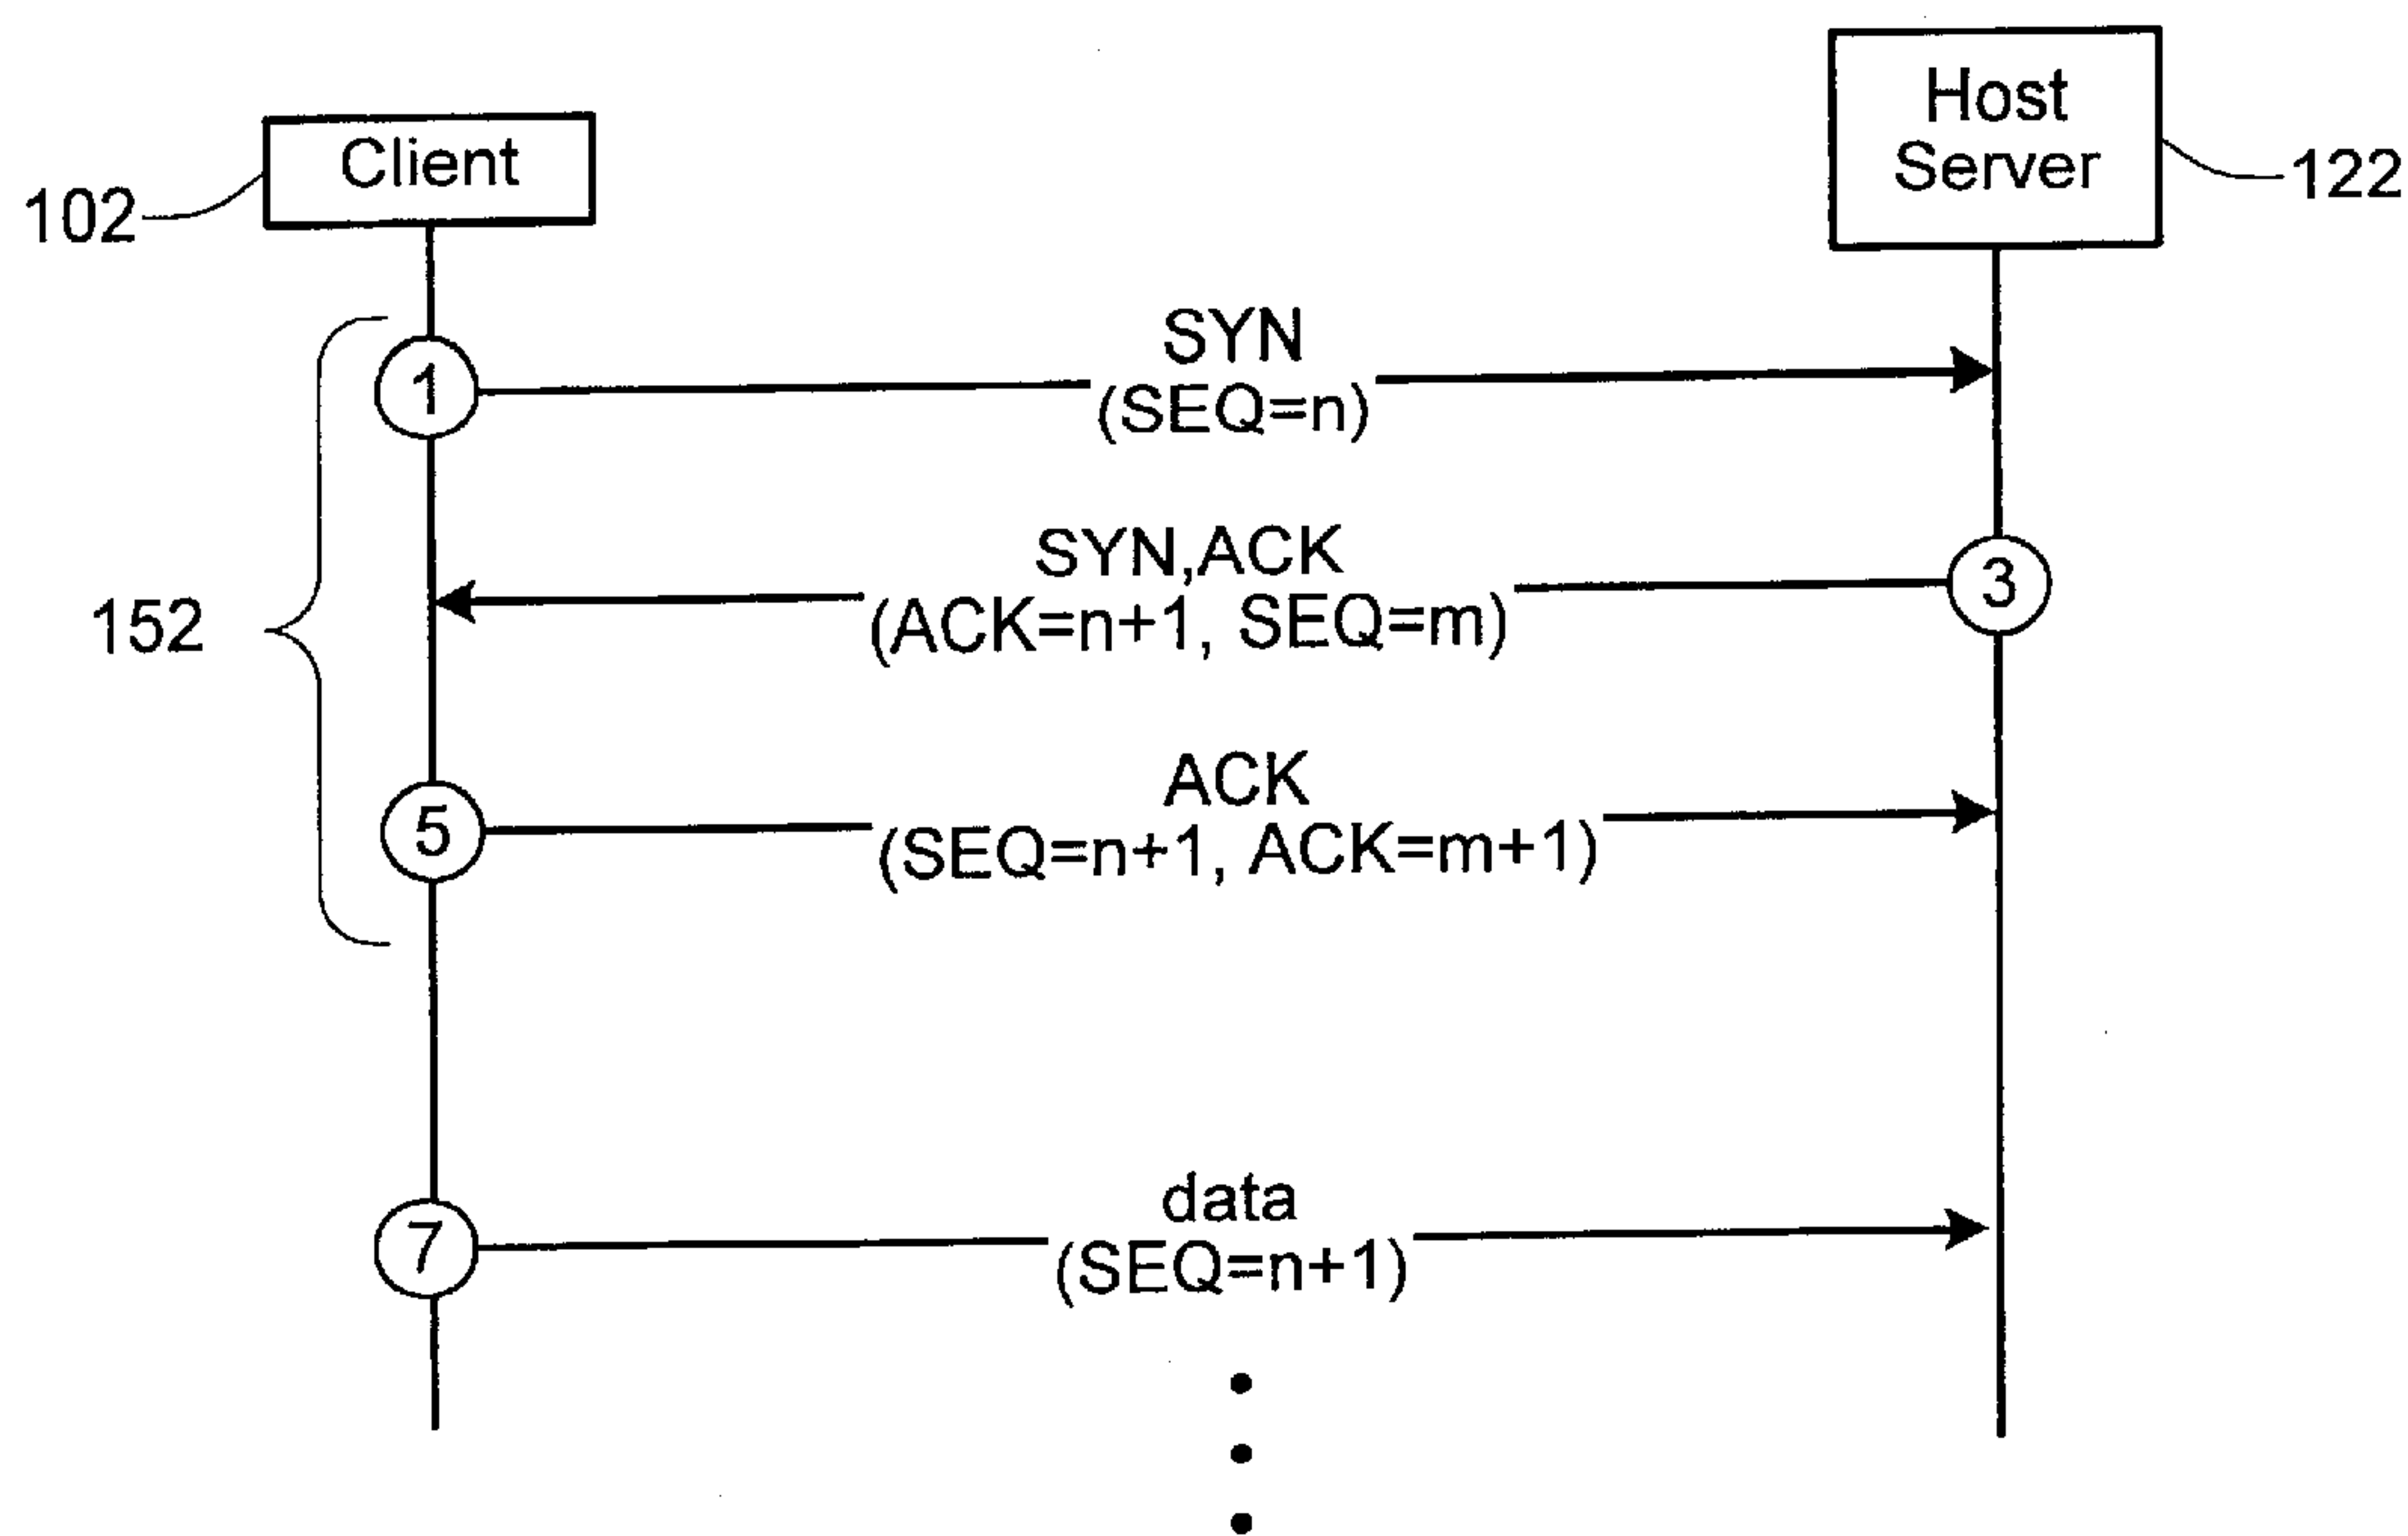 Client
Host
Server
102
122
1
SYN
(SEQ=n)
SYN,ACK
(ACK=n+1, SEQ=m)
3
152
5
ACK
(SEQ=n+1, ACK=m+1)
7
data
(SEQ=n+1)